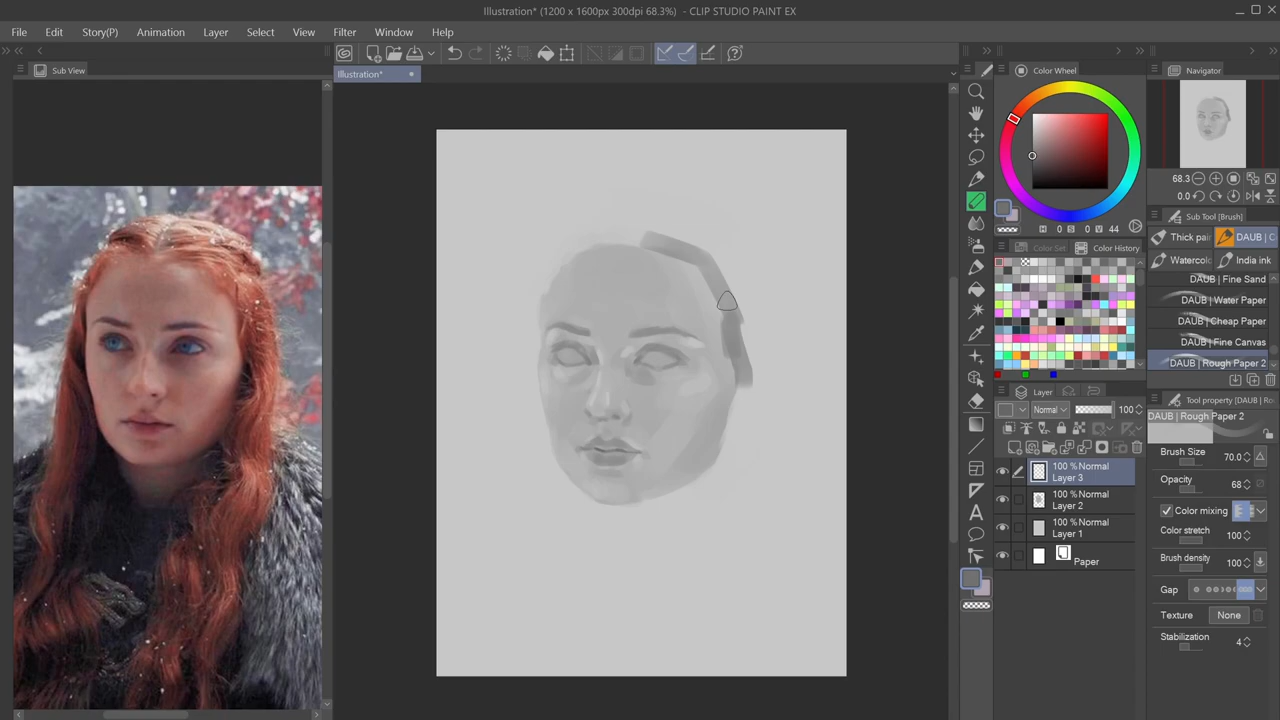 Illustration* (1200 x 1600px 300dpi 68.3%) - CLIP STUDIO PAINT EX
File Edit View Story(P) Animation Layer Select View Filter Window Help
Sub View
Illustration*
Color Wheel
H 0 S 0 V 44
Color Set Color History
Layer
Normal 100
100 % Normal
Layer 3
100 % Normal
Layer 2
100 % Normal
Layer 1
Paper
Navigator
68.3
0.0
Sub Tool [Brush]
Thick pai DAUB | C
Watercolo India ink
DAUB | Fine Sand
DAUB | Water Paper
DAUB | Cheap Paper
DAUB | Fine Canvas
DAUB | Rough Paper 2
Tool property [DAUB | Ro
DAUB | Rough Paper 2
Brush Size 70.0
Opacity 68
Color mixing
Color stretch 100
Brush density 100
Gap
Texture None
Stabilization 4